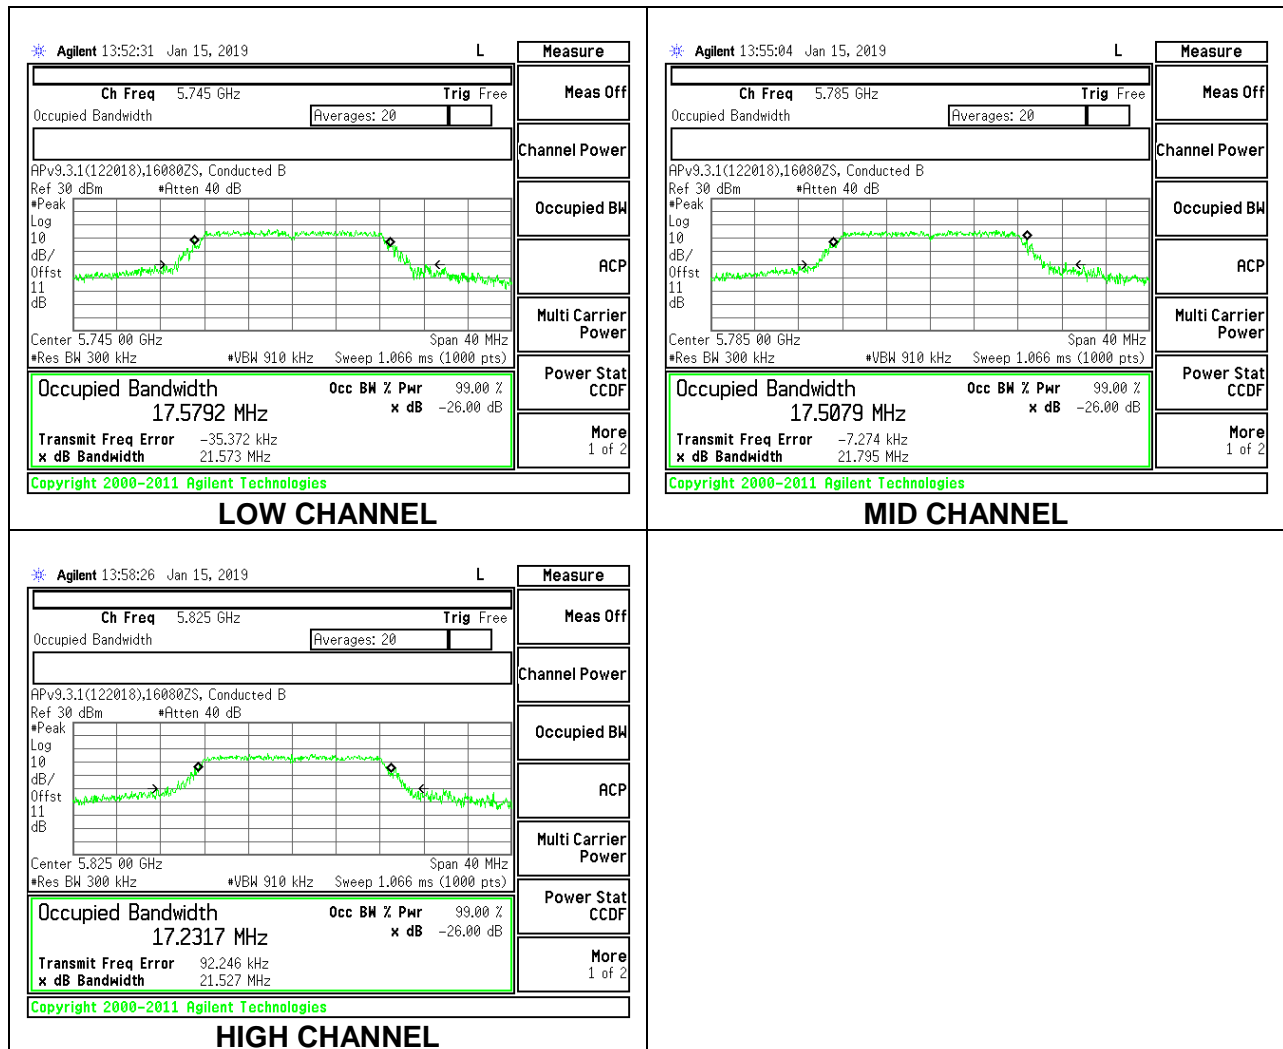 Agilent 13:52:31 Jan 15, 2019 L
Measure
Ch Freq 5.745 GHz Trig Free
Meas Off
Occupied Bandwidth Averages: 20
Channel Power
APv9.3.1(122018),16080ZS, Conducted B
Ref 30 dBm #Atten 40 dB
#Peak
Log
10
dB/
Offst
11
dB
Occupied BW
ACP
Multi Carrier
Power
Center 5.745 00 GHz Span 40 MHz
#Res BW 300 kHz #VBW 910 kHz Sweep 1.066 ms (1000 pts)
Power Stat
CCDF
Occupied Bandwidth Occ BW % Pwr 99.00 %
17.5792 MHz x dB -26.00 dB
Transmit Freq Error -35.372 kHz
x dB Bandwidth 21.573 MHz
More
1 of 2
Copyright 2000-2011 Agilent Technologies
LOW CHANNEL
Agilent 13:55:04 Jan 15, 2019 L
Measure
Ch Freq 5.785 GHz Trig Free
Meas Off
Occupied Bandwidth Averages: 20
Channel Power
APv9.3.1(122018),16080ZS, Conducted B
Ref 30 dBm #Atten 40 dB
#Peak
Log
10
dB/
Offst
11
dB
Occupied BW
ACP
Multi Carrier
Power
Center 5.785 00 GHz Span 40 MHz
#Res BW 300 kHz #VBW 910 kHz Sweep 1.066 ms (1000 pts)
Power Stat
CCDF
Occupied Bandwidth Occ BW % Pwr 99.00 %
17.5079 MHz x dB -26.00 dB
Transmit Freq Error -7.274 kHz
x dB Bandwidth 21.795 MHz
More
1 of 2
Copyright 2000-2011 Agilent Technologies
MID CHANNEL
Agilent 13:58:26 Jan 15, 2019 L
Measure
Ch Freq 5.825 GHz Trig Free
Meas Off
Occupied Bandwidth Averages: 20
Channel Power
APv9.3.1(122018),16080ZS, Conducted B
Ref 30 dBm #Atten 40 dB
#Peak
Log
10
dB/
Offst
11
dB
Occupied BW
ACP
Multi Carrier
Power
Center 5.825 00 GHz Span 40 MHz
#Res BW 300 kHz #VBW 910 kHz Sweep 1.066 ms (1000 pts)
Power Stat
CCDF
Occupied Bandwidth Occ BW % Pwr 99.00 %
17.2317 MHz x dB -26.00 dB
Transmit Freq Error 92.246 kHz
x dB Bandwidth 21.527 MHz
More
1 of 2
Copyright 2000-2011 Agilent Technologies
HIGH CHANNEL